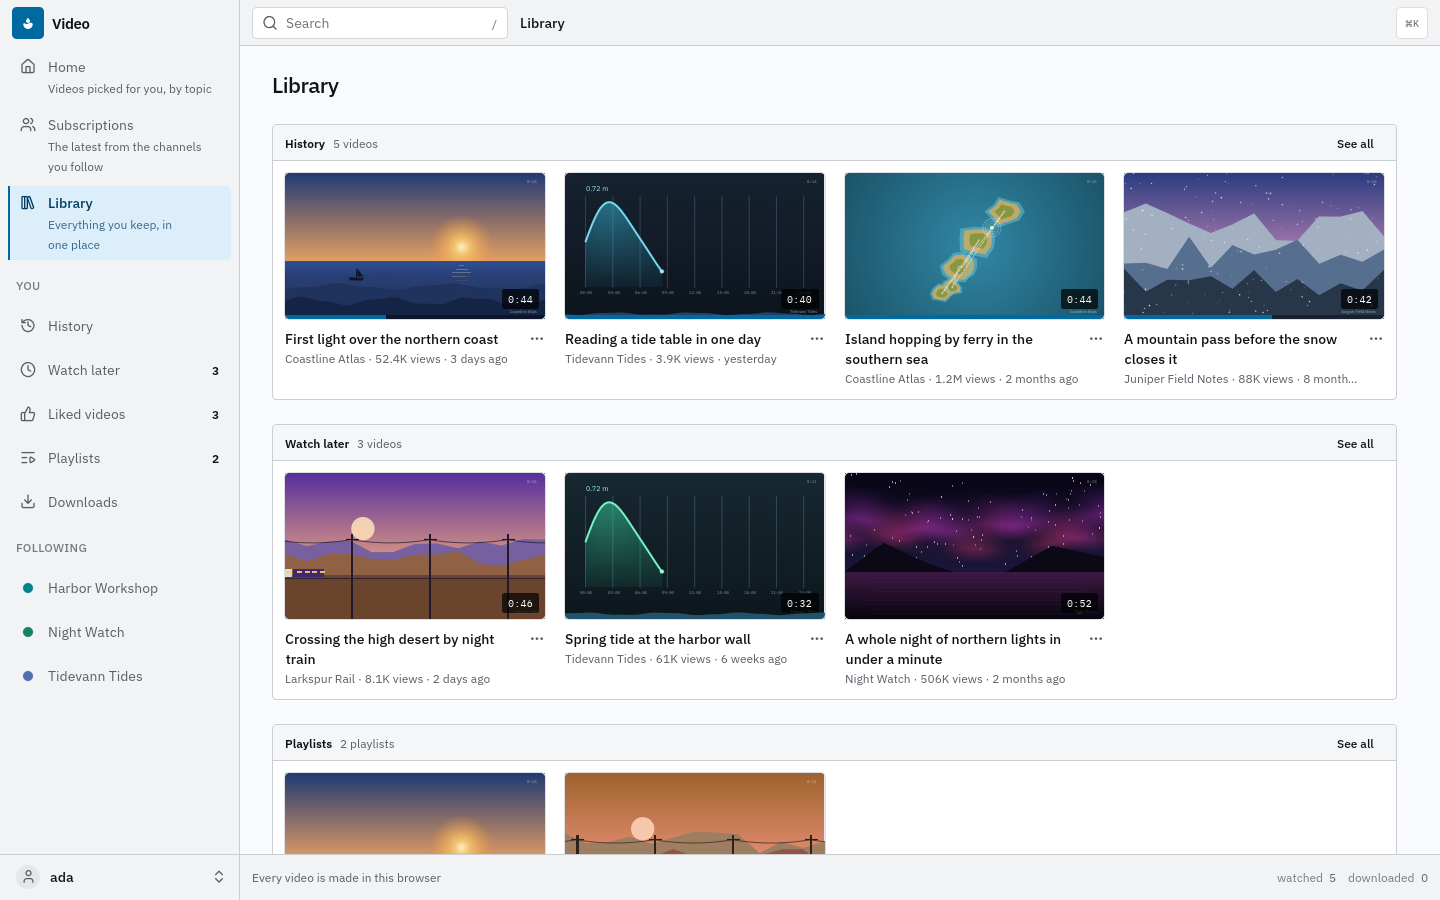 Video
Search /
Library
⌘K
Home
Videos picked for you, by topic
Subscriptions
The latest from the channels
you follow
Library
Everything you keep, in
one place
YOU
History
Watch later 3
Liked videos 3
Playlists 2
Downloads
FOLLOWING
Harbor Workshop
Night Watch
Tidevann Tides
ada
Library
History 5 videos See all
0:44
First light over the northern coast
Coastline Atlas · 52.4K views · 3 days ago
0.72 m
0:40
Reading a tide table in one day
Tidevann Tides · 3.9K views · yesterday
0:44
Island hopping by ferry in the
southern sea
Coastline Atlas · 1.2M views · 2 months ago
0:42
A mountain pass before the snow
closes it
Juniper Field Notes · 88K views · 8 month...
Watch later 3 videos See all
0:46
Crossing the high desert by night
train
Larkspur Rail · 8.1K views · 2 days ago
0.72 m
0:32
Spring tide at the harbor wall
Tidevann Tides · 61K views · 6 weeks ago
0:52
A whole night of northern lights in
under a minute
Night Watch · 506K views · 2 months ago
Playlists 2 playlists See all
Every video is made in this browser
watched 5 downloaded 0